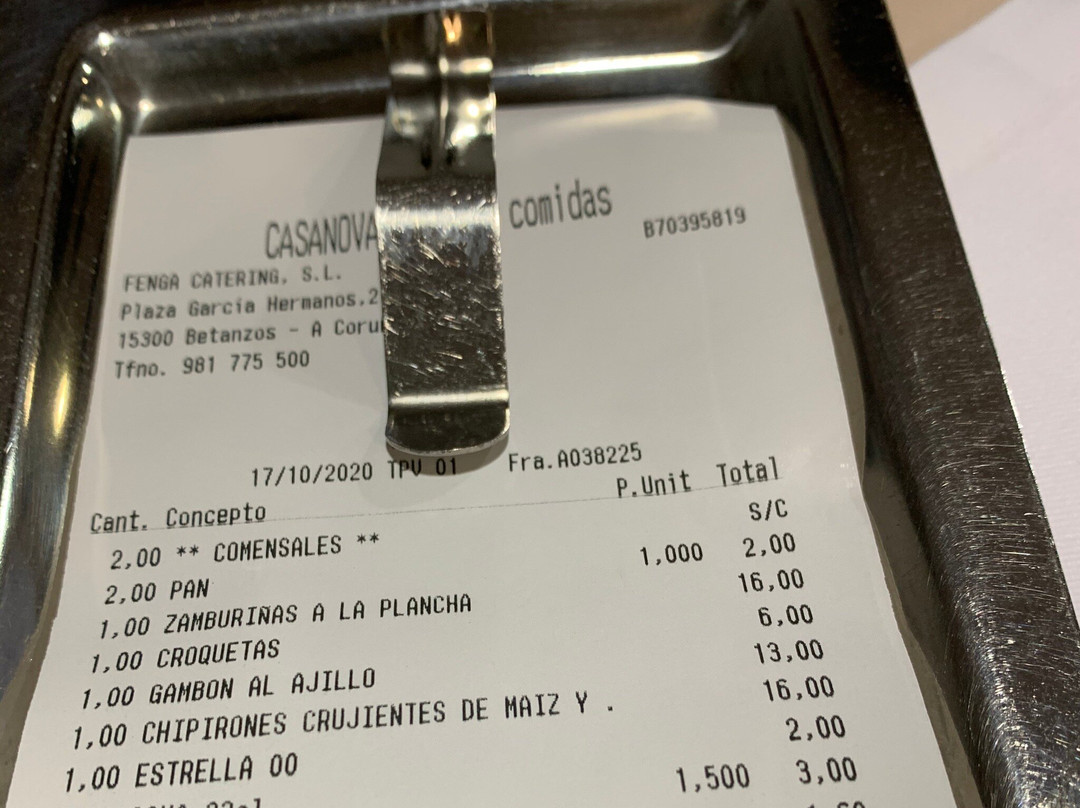 CASANOVA comidas
B70395819
FENGA CATERING, S.L.
Plaza García Hermanos,2
15300 Betanzos - A Coru
Tfno. 981 775 500
17/10/2020 TPV 01 Fra.A038225
Cant. Concepto P.Unit Total
2,00 ** COMENSALES ** S/C
2,00 PAN 1,000 2,00
1,00 ZAMBURIÑAS A LA PLANCHA 16,00
1,00 CROQUETAS 6,00
1,00 GAMBON AL AJILLO 13,00
1,00 CHIPIRONES CRUJIENTES DE MAIZ Y . 16,00
1,00 ESTRELLA 00 2,00
1,500 3,00